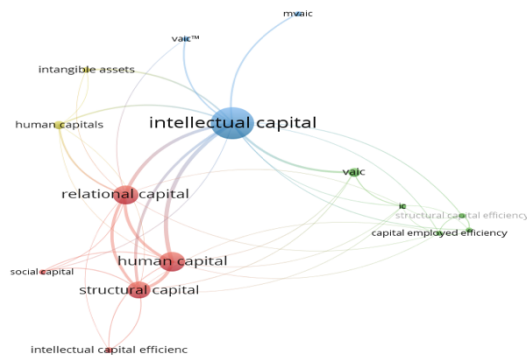 mvaic
vaic™
intangible assets
human capitals
intellectual capital
vaic
relational capital
ic
structural capital efficiency
capital employed efficiency
human capital
social capital
structural capital
intellectual capital efficienc